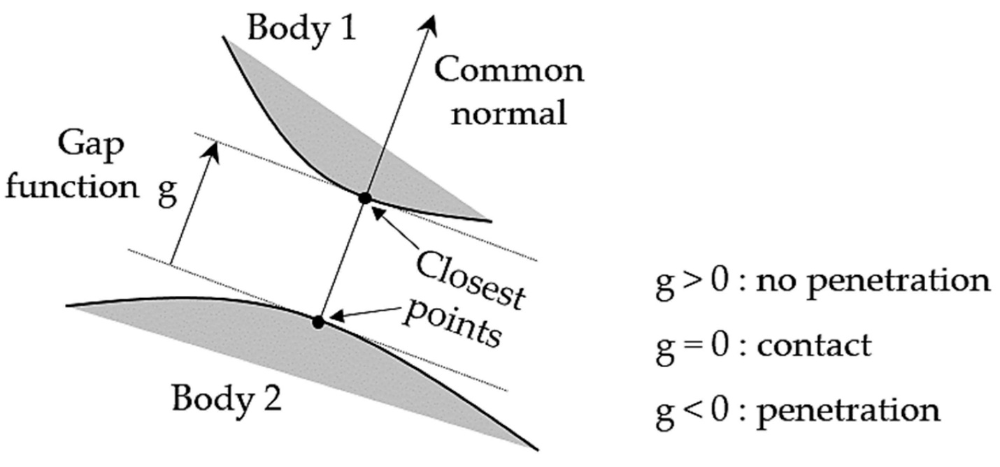 Body 1
Common
normal
Gap
function g
Closest
points
Body 2
g > 0 : no penetration
g = 0 : contact
g < 0 : penetration